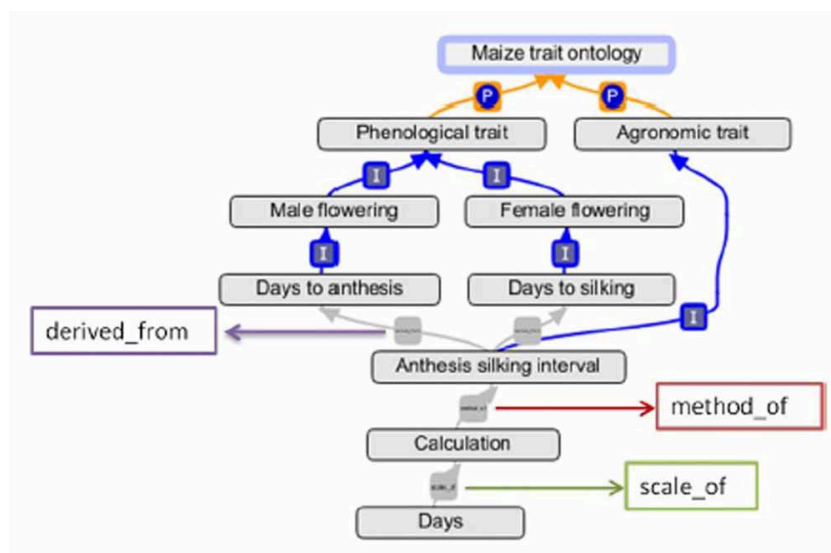 Maize trait ontology
P
P
Phenological trait
Agronomic trait
I
I
Male flowering
Female flowering
I
I
Days to anthesis
Days to silking
derived_from
I
Anthesis silking interval
method_of
Calculation
scale_of
Days